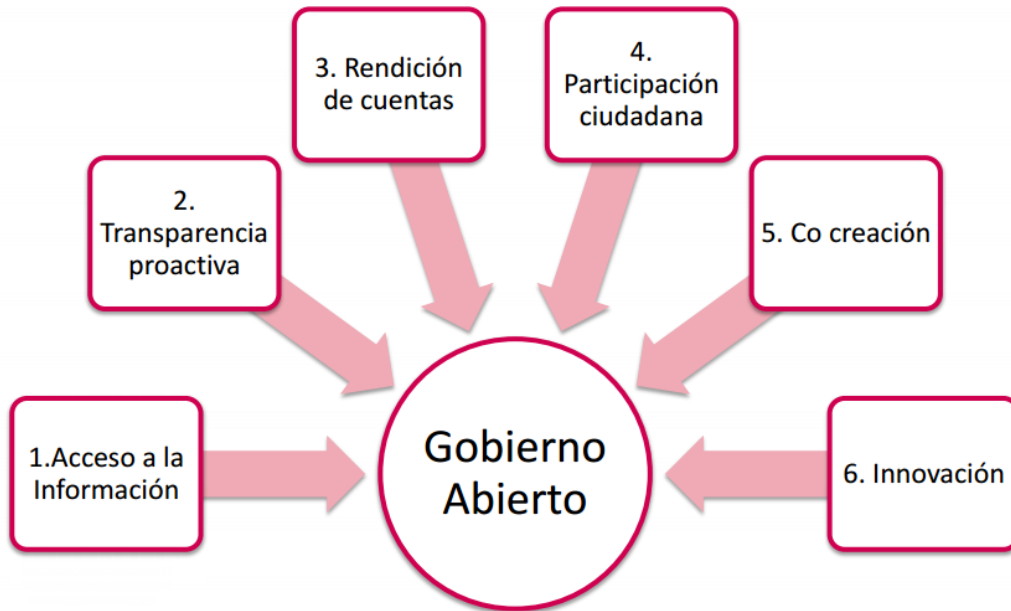 1.Acceso a la
Información
2.
Transparencia
proactiva
3. Rendición
de cuentas
4.
Participación
ciudadana
5. Co creación
6. Innovación
Gobierno
Abierto